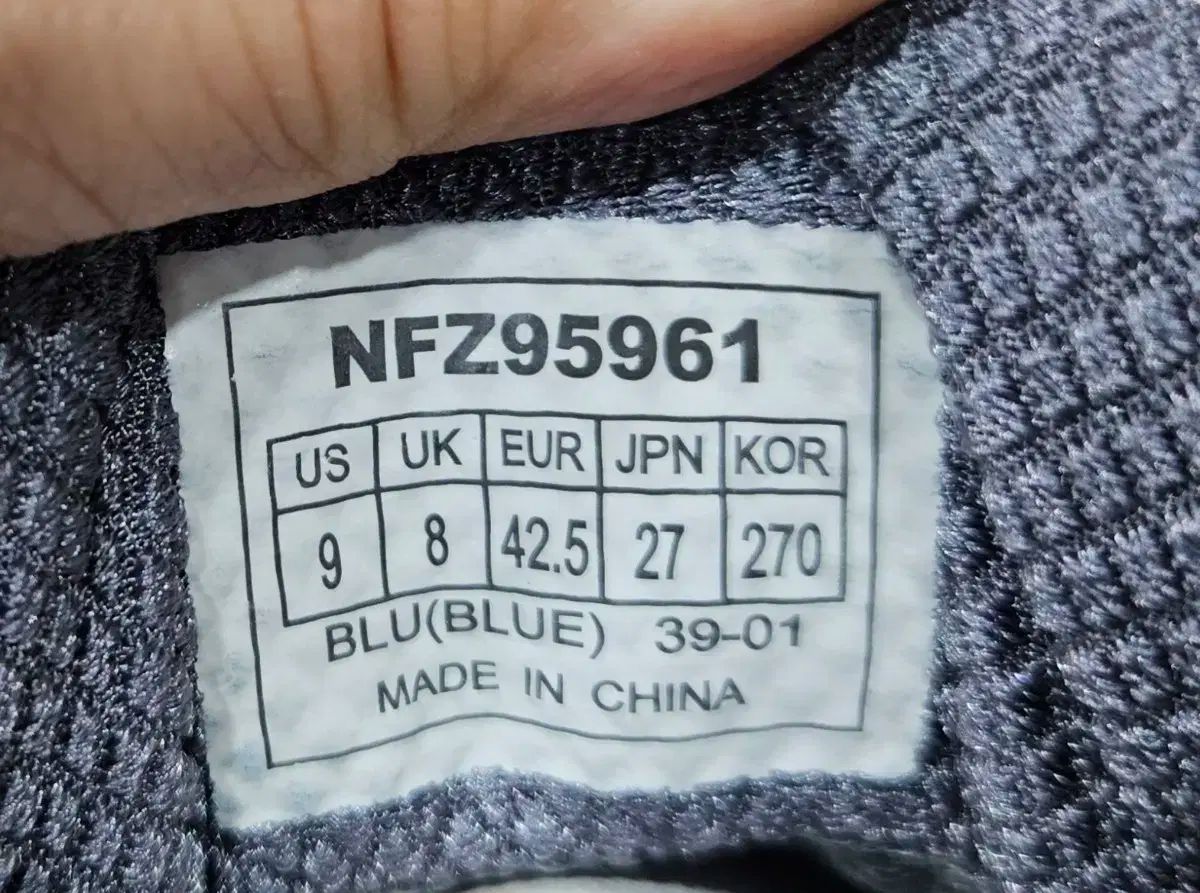 NFZ95961
US UK EUR JPN KOR
9 8 42.5 27 270
BLU(BLUE) 39-01
MADE IN CHINA